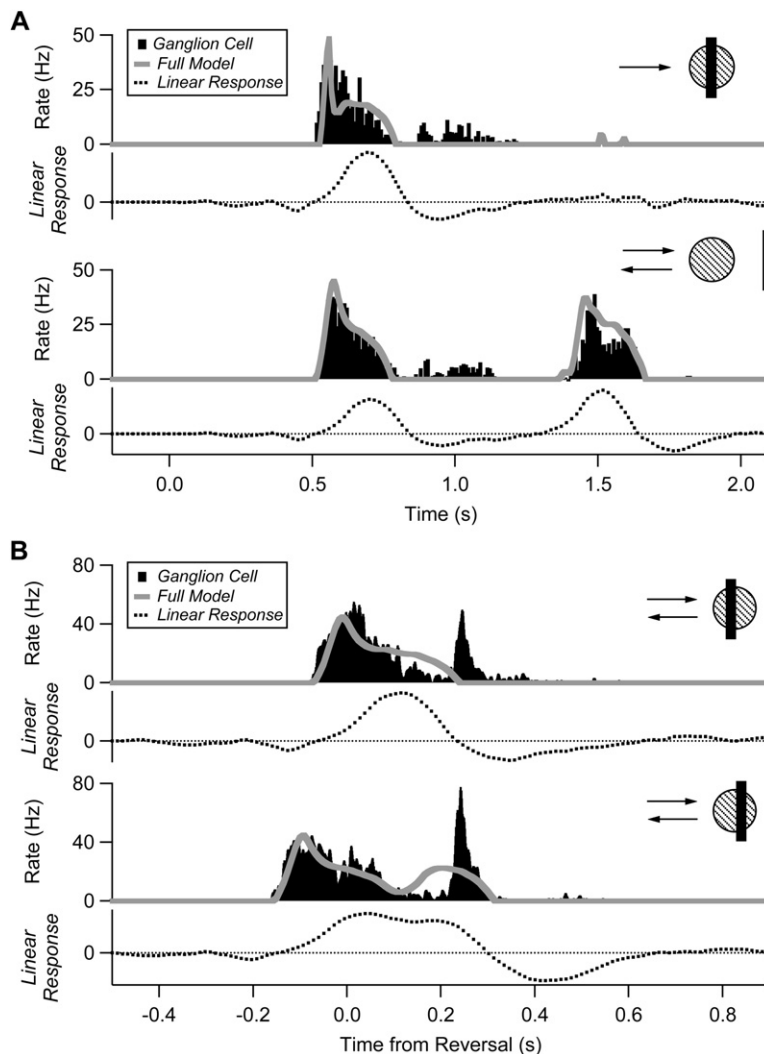 A
Ganglion Cell
Full Model
Linear Response
Rate (Hz)
50
25
0
Linear
Response
0
Rate (Hz)
50
25
0
Linear
Response
0
0.0 0.5 1.0 1.5 2.0
Time (s)
B
Ganglion Cell
Full Model
Linear Response
Rate (Hz)
80
40
0
Linear
Response
0
Rate (Hz)
80
40
0
Linear
Response
0
-0.4 -0.2 0.0 0.2 0.4 0.6 0.8
Time from Reversal (s)